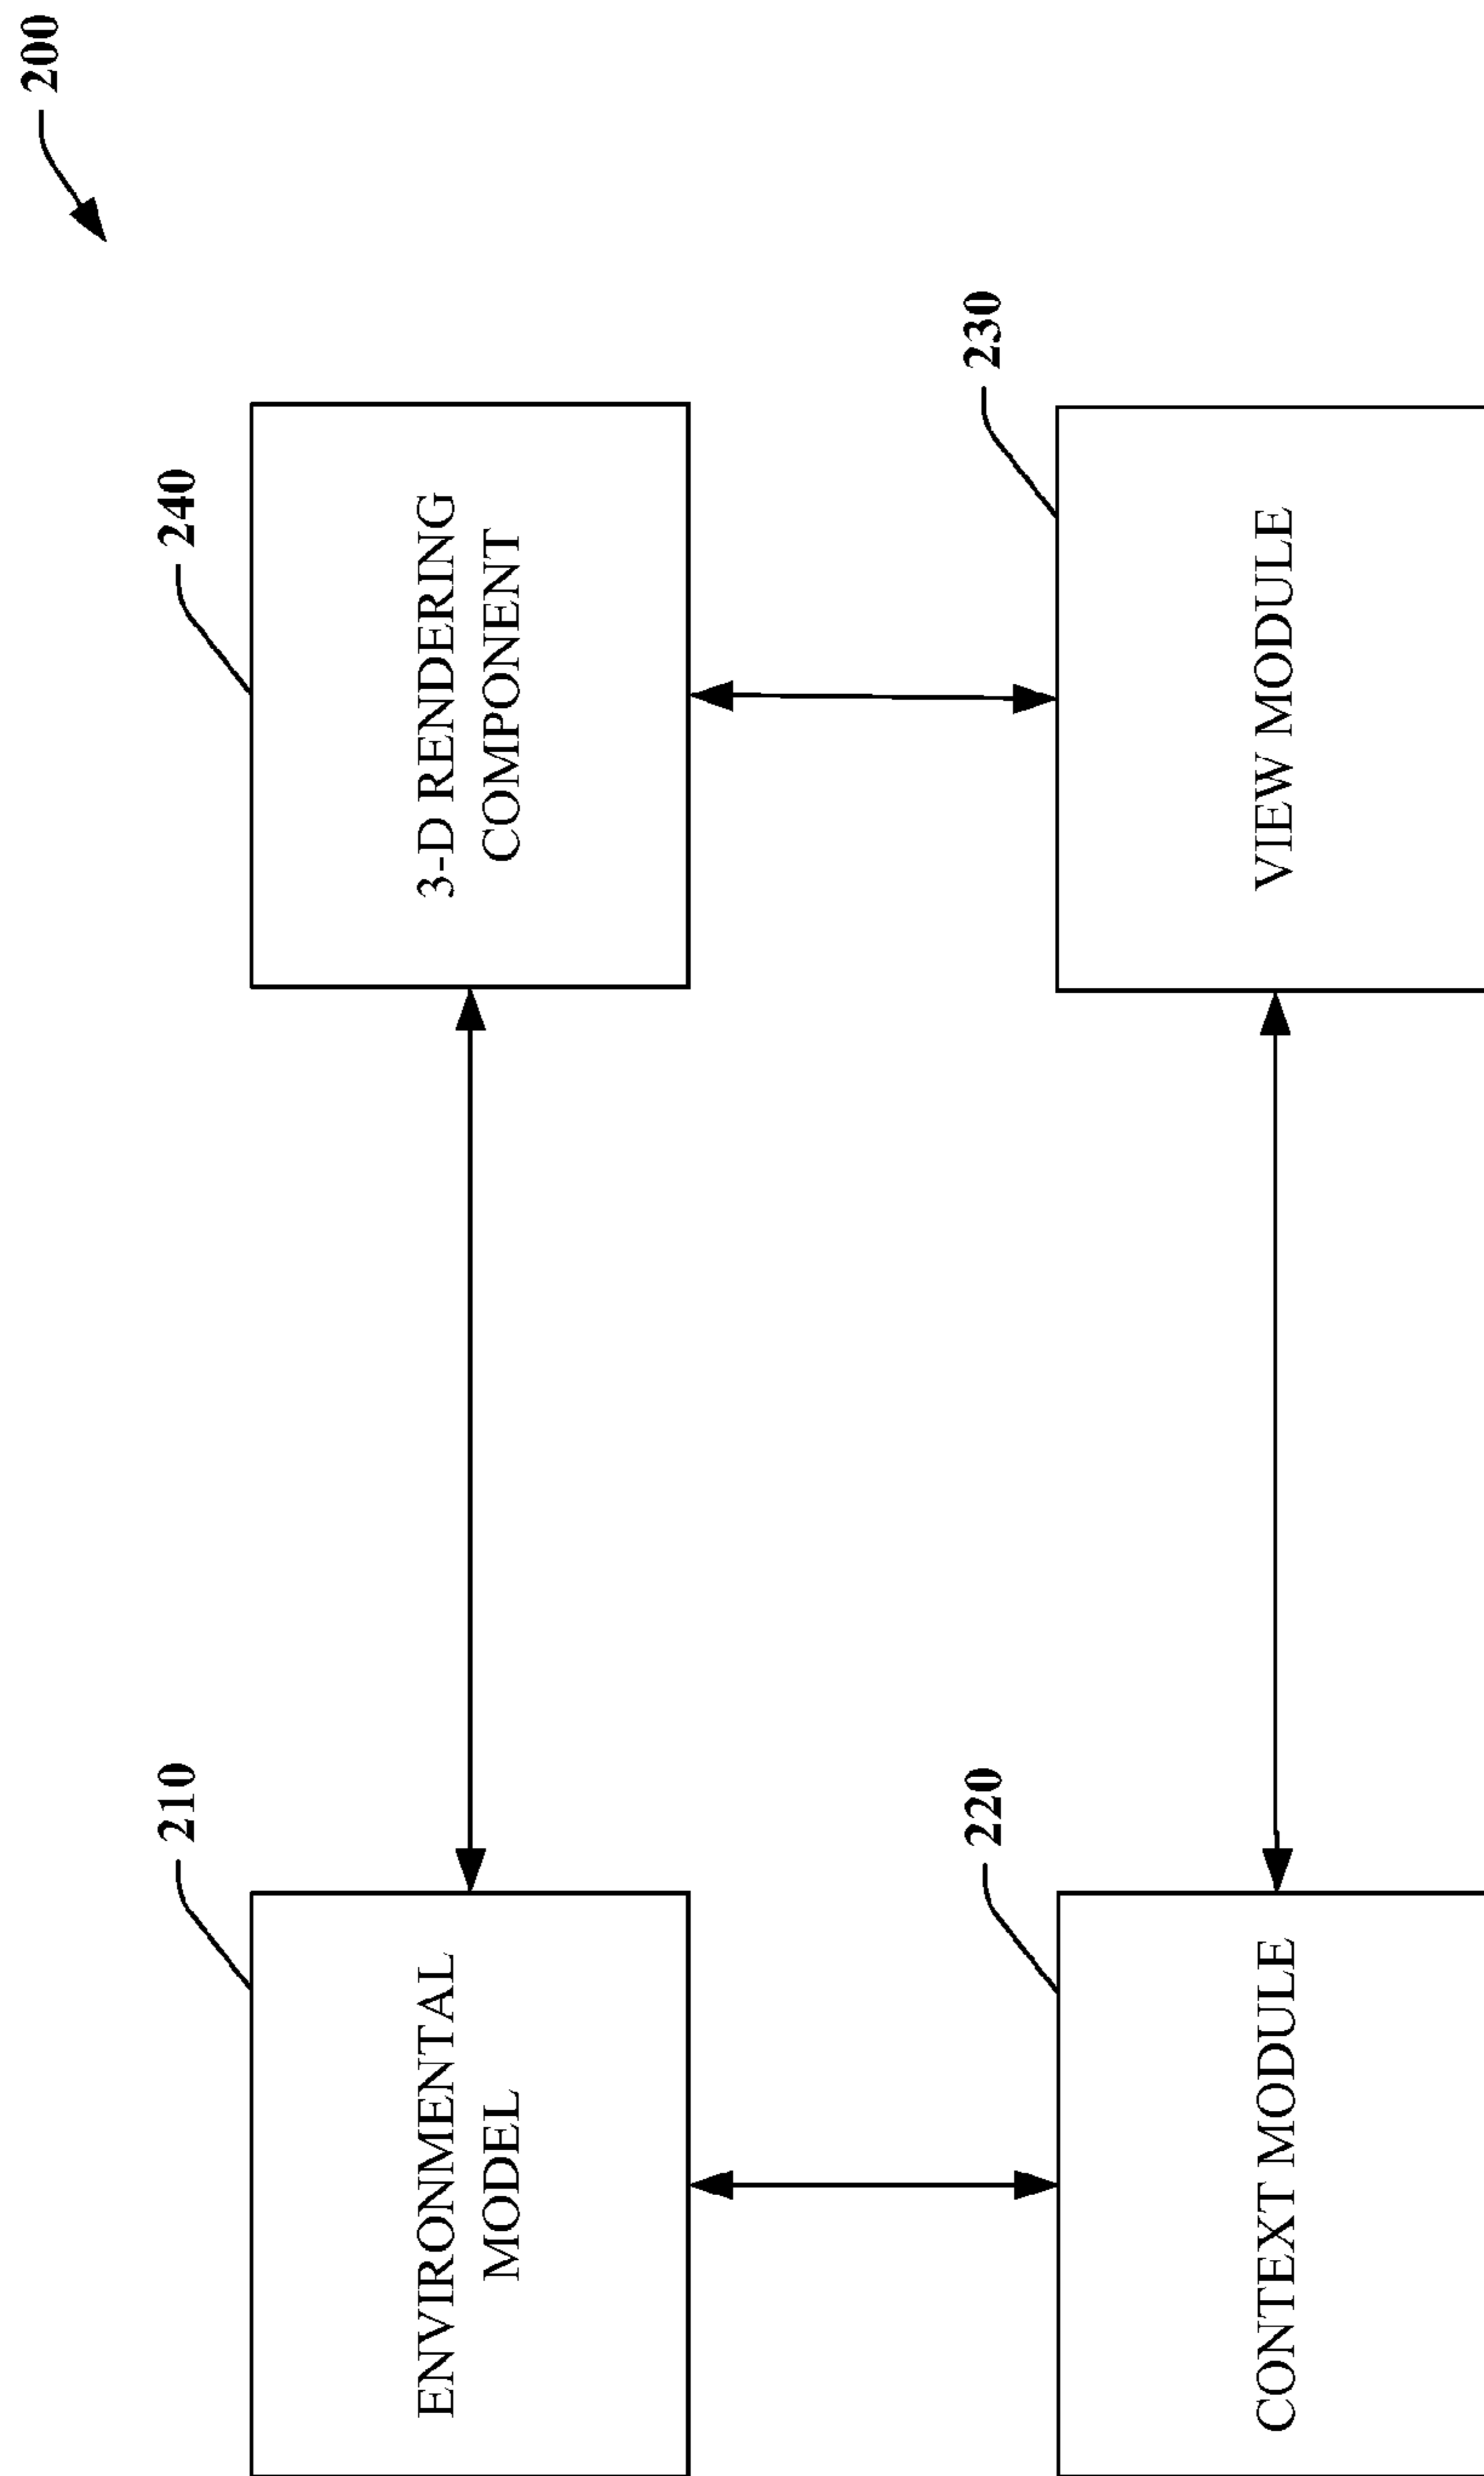 200
210
ENVIRONMENTAL
MODEL
240
3-D RENDERING
COMPONENT
220
CONTEXT MODULE
230
VIEW MODULE